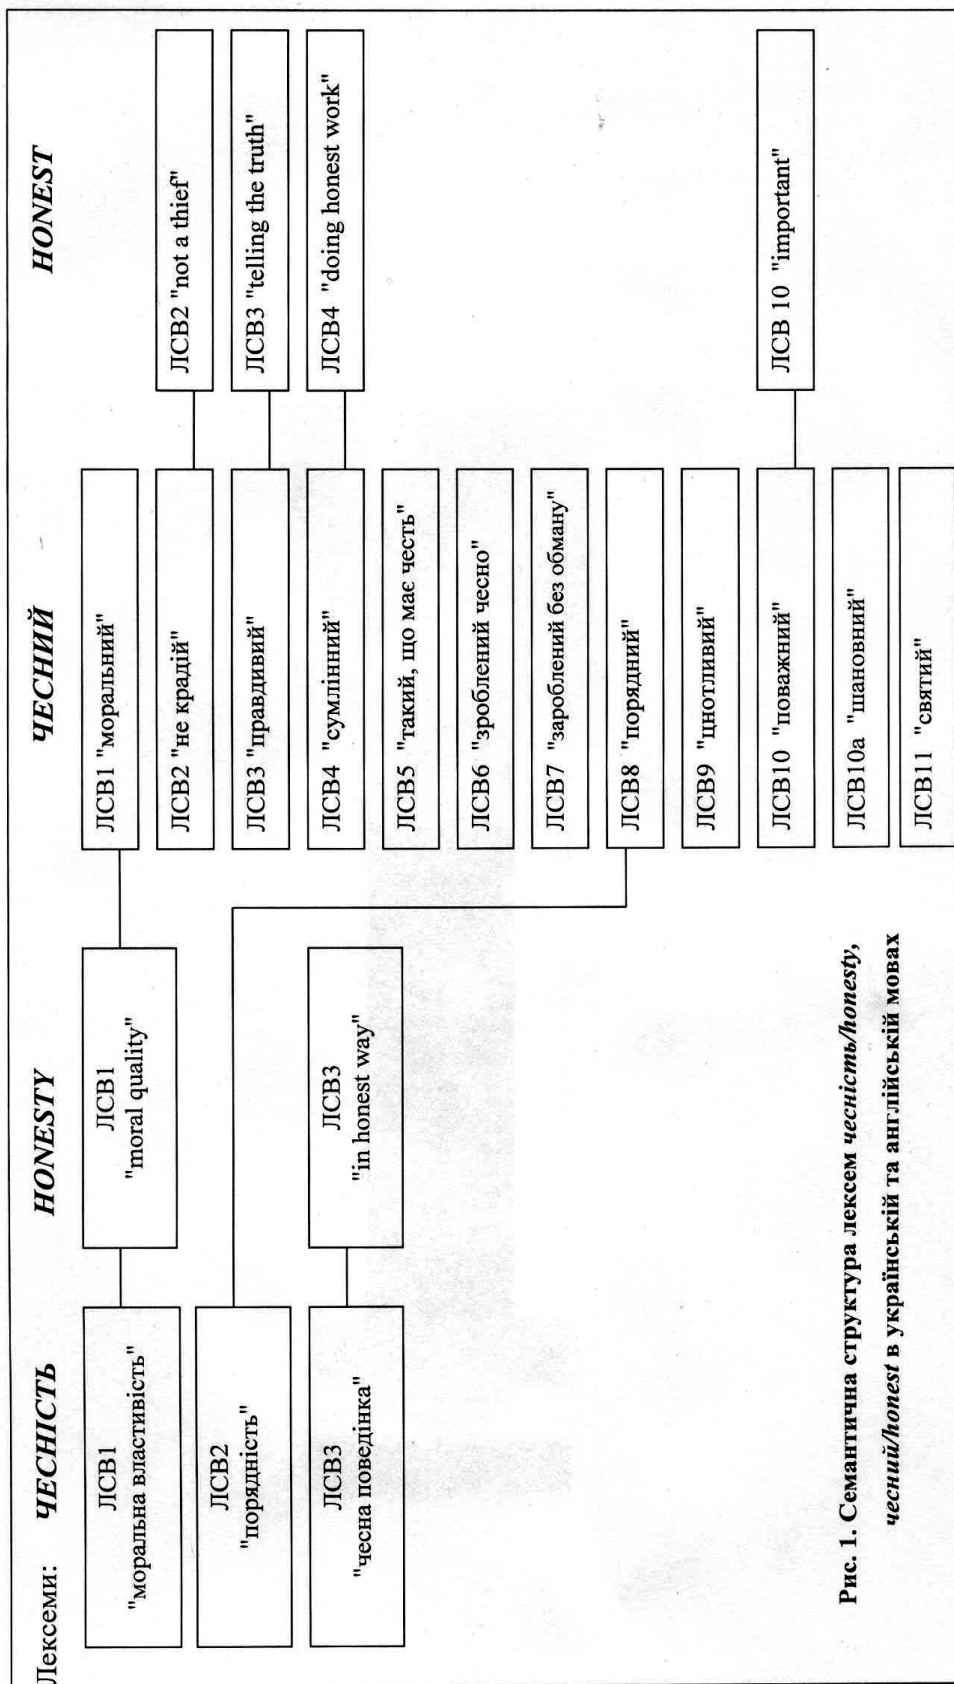 Лексеми:
ЧЕСНІСТЬ
HONESTY
ЧЕСНИЙ
HONEST
ЛСВ1
"моральна властивість"
ЛСВ2
"порядність"
ЛСВ3
"чесна поведінка"
ЛСВ1
"moral quality"
ЛСВ3
"in honest way"
ЛСВ1 "моральний"
ЛСВ2 "не крадій"
ЛСВ3 "правдивий"
ЛСВ4 "сумлінний"
ЛСВ5 "такий, що має честь"
ЛСВ6 "зроблений чесно"
ЛСВ7 "зароблений без обману"
ЛСВ8 "порядний"
ЛСВ9 "цнотливий"
ЛСВ10 "поважний"
ЛСВ10а "шановний"
ЛСВ11 "святий"
ЛСВ2 "not a thief"
ЛСВ3 "telling the truth"
ЛСВ4 "doing honest work"
ЛСВ 10 "important"
Рис. 1. Семантична структура лексем чесність/honesty,
чесний/honest в українській та англійській мовах